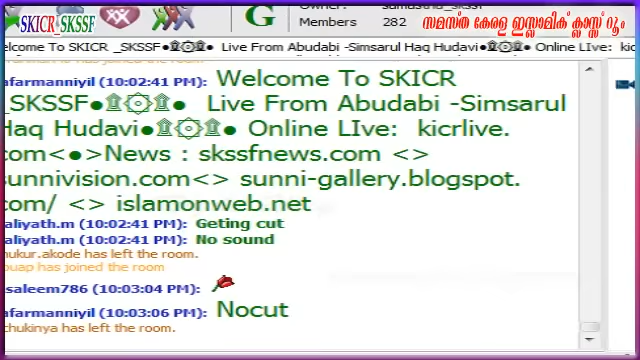 SKICR_SKSSF
Members 282
സമസ്ത കേരള ഇസ്ലാമിക് ക്ലാസ്സ് റൂം
elcome To SKICR _SKSSF●۩۞۩● Live From Abudabi -Simsarul Haq Hudavi●۩۞۩● Online LIve: kic
afarmanniyil (10:02:41 PM): Welcome To SKICR
_SKSSF●۩۞۩● Live From Abudabi -Simsarul
Haq Hudavi●۩۞۩● Online LIve: kicrlive.
com<●>News : skssfnews.com <>
sunnivision.com<> sunni-gallery.blogspot.
com/ <> islamonweb.net
aliyath.m (10:02:41 PM): Geting cut
aliyath.m (10:02:41 PM): No sound
hukur.akode has left the room.
ouap has joined the room
saleem786 (10:03:04 PM):
afarmanniyil (10:03:06 PM): Nocut
chukinya has left the room.